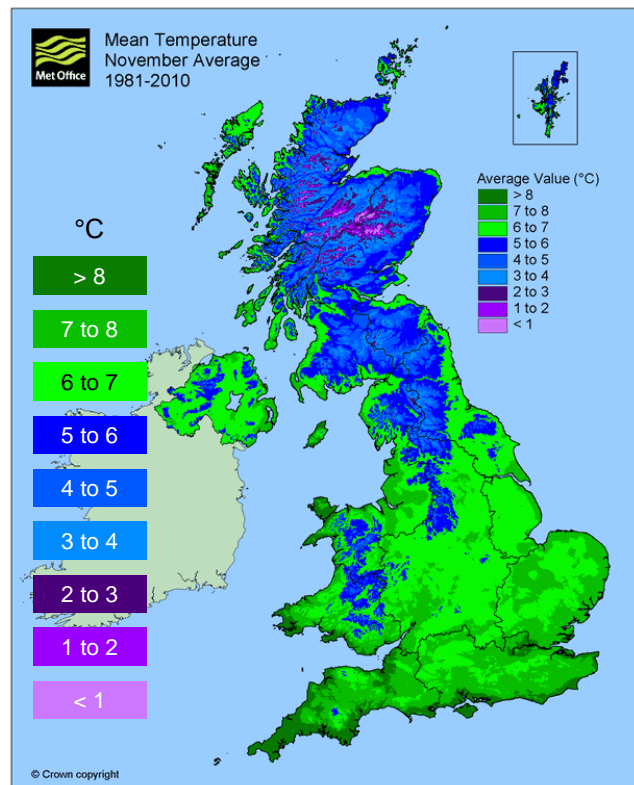 Met Office
Mean Temperature
November Average
1981-2010
Average Value (°C)
> 8
7 to 8
6 to 7
5 to 6
4 to 5
3 to 4
2 to 3
1 to 2
< 1
°C
> 8
7 to 8
6 to 7
5 to 6
4 to 5
3 to 4
2 to 3
1 to 2
< 1
© Crown copyright